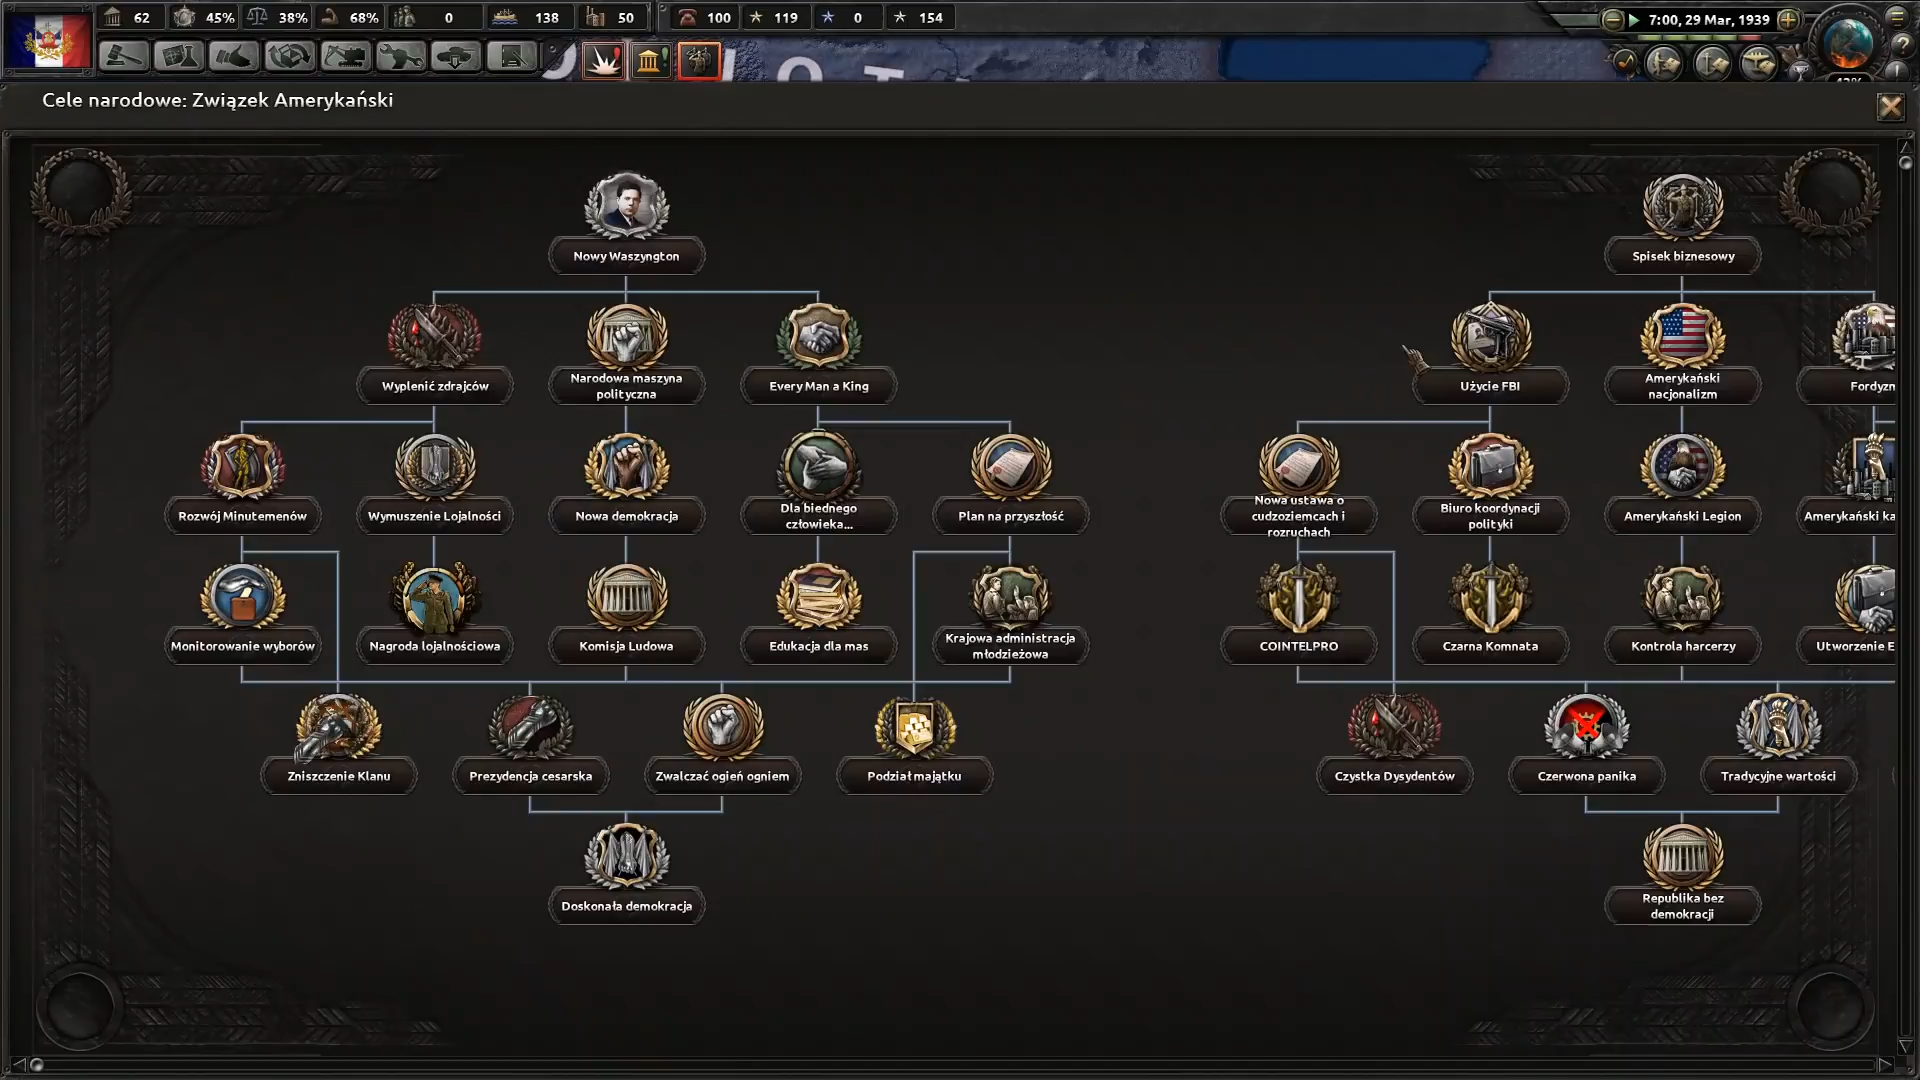 62 45% 38% 68% 0 138 50 100 119 0 154 7:00, 29 Mar, 1939
Cele narodowe: Związek Amerykański
Nowy Waszyngton
Spisek biznesowy
Wyplenić zdrajców
Narodowa maszyna
polityczna
Every Man a King
Użycie FBI
Amerykański
nacjonalizm
Rozwój Minutemenów
Wymuszenie Lojalności
Nowa demokracja
Dla biednego
człowieka...
Plan na przyszłość
Nowa ustawa o
cudzoziemcach i
rozruchach
Biuro koordynacji
polityki
Amerykański Legion
Amerykański ka
Monitorowanie wyborów
Nagroda lojalnościowa
Komisja Ludowa
Edukacja dla mas
Krajowa administracja
młodzieżowa
COINTELPRO
Czarna Komnata
Kontrola harcerzy
Utworzenie E
Zniszczenie Klanu
Prezydencja cesarska
Zwalczać ogień ogniem
Podział majątku
Czystka Dysydentów
Czerwona panika
Tradycyjne wartości
Doskonała demokracja
Republika bez
demokracji